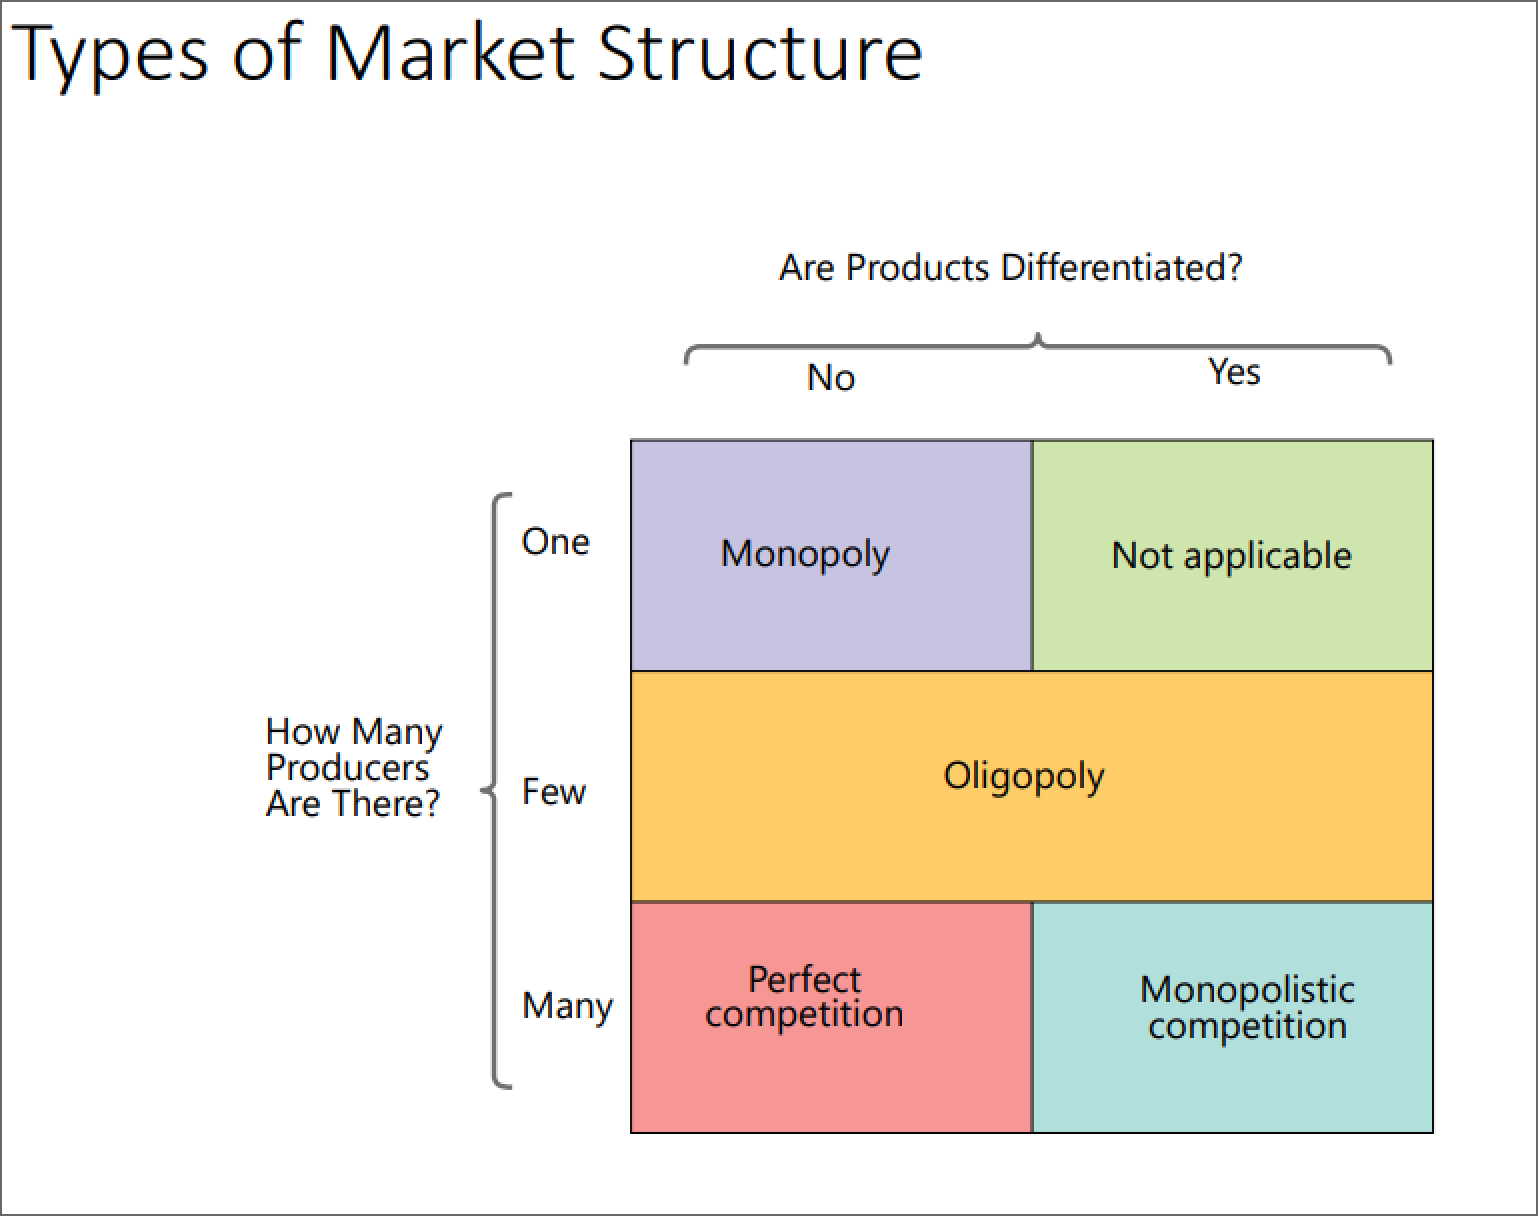 Types of Market Structure
Are Products Differentiated?
No
Yes
One
Monopoly
Not applicable
How Many
Producers
Are There?
Few
Oligopoly
Many
Perfect
competition
Monopolistic
competition